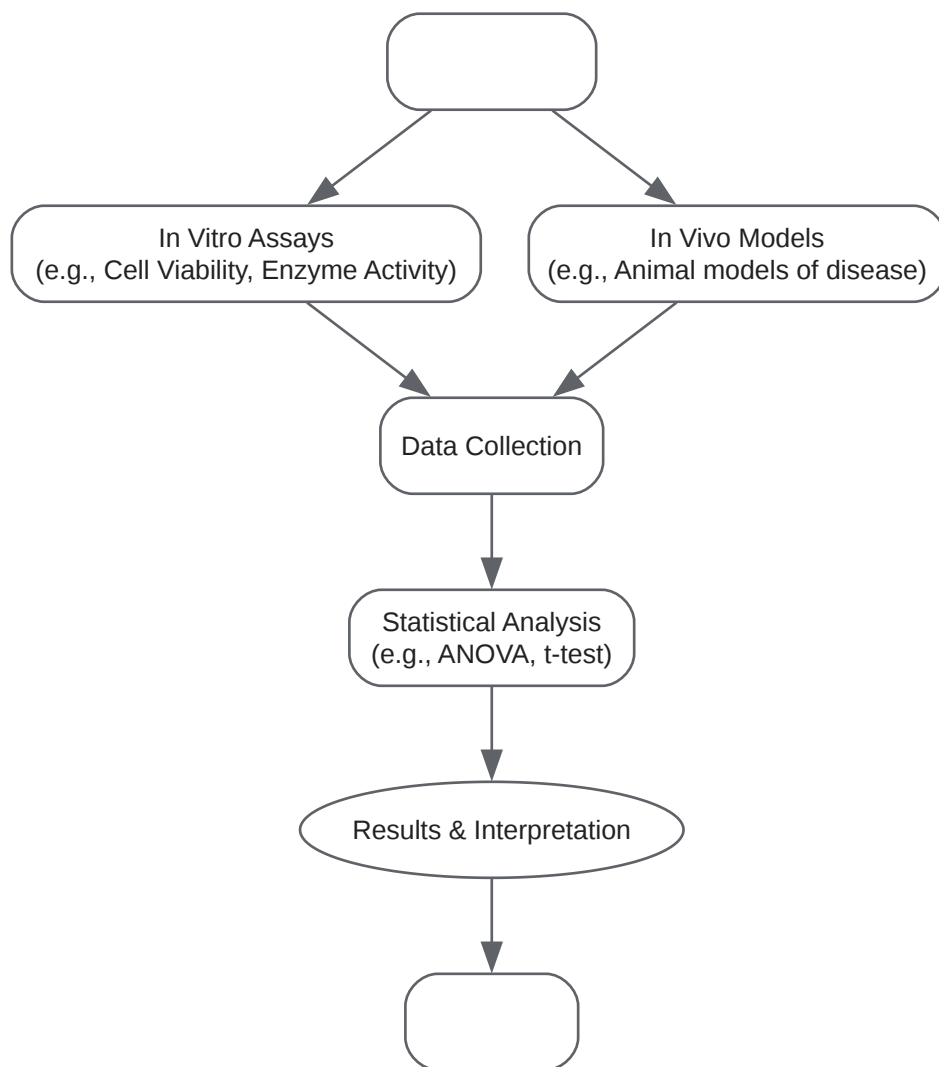 In Vitro Assays
(e.g., Cell Viability, Enzyme Activity)
In Vivo Models
(e.g., Animal models of disease)
Data Collection
Statistical Analysis
(e.g., ANOVA, t-test)
Results & Interpretation